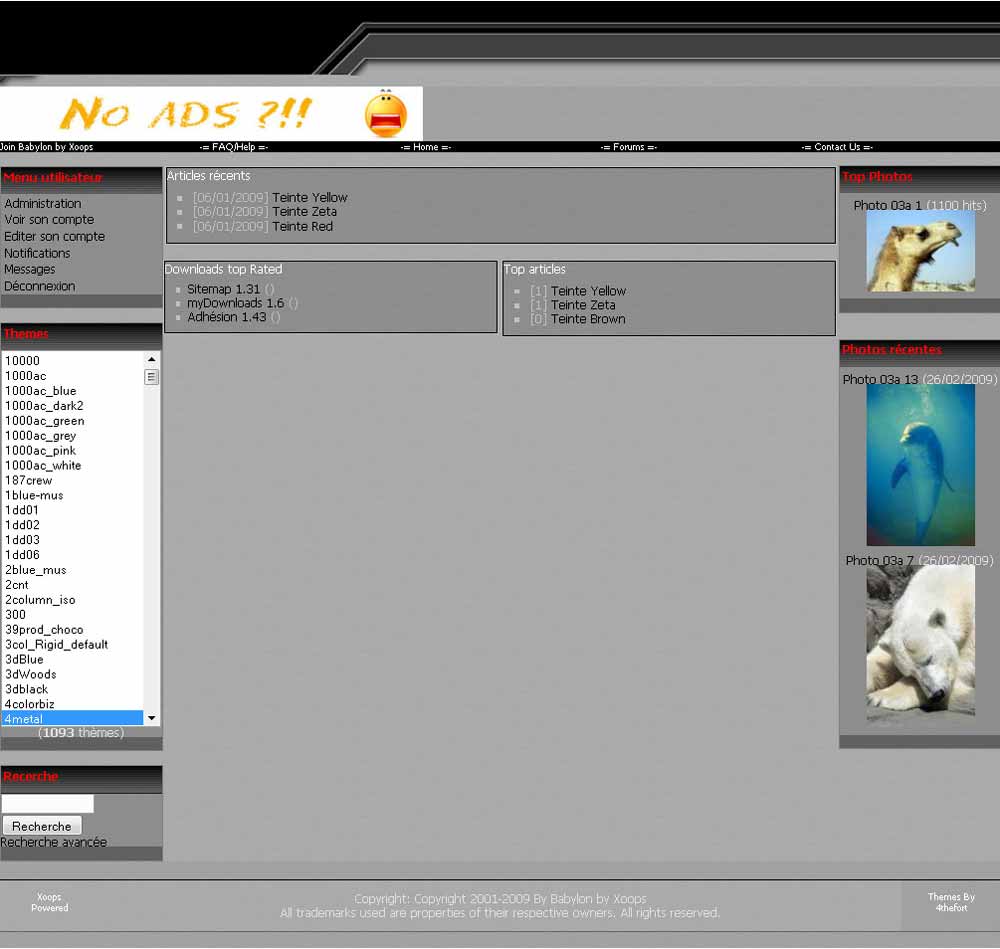 No ADS ?!!
Join Babylon by Xoops
-= FAQ/Help =-
-= Home =-
-= Forums =-
-= Contact Us =-
Menu utilisateur
Administration
Voir son compte
Editer son compte
Notifications
Messages
Déconnexion
Themes
10000
1000ac
1000ac_blue
1000ac_dark2
1000ac_green
1000ac_grey
1000ac_pink
1000ac_white
187crew
1blue-mus
1dd01
1dd02
1dd03
1dd06
2blue_mus
2cnt
2column_iso
300
39prod_choco
3col_Rigid_default
3dBlue
3dWoods
3dblack
4colorbiz
4metal
(1093 thèmes)
Recerche
Recherche
Recherche avancée
Articles récents
[06/01/2009] Teinte Yellow
[06/01/2009] Teinte Zeta
[06/01/2009] Teinte Red
Downloads top Rated
Sitemap 1.31 ()
myDownloads 1.6 ()
Adhésion 1.43 ()
Top articles
[1] Teinte Yellow
[1] Teinte Zeta
[0] Teinte Brown
Top Photos
Photo 03a 1 (1100 hits)
Photos récentes
Photo 03a 13 (26/02/2009)
Photo 03a 7 (26/02/2009)
Xoops
Powered
Copyright: Copyright 2001-2009 By Babylon by Xoops
All trademarks used are properties of their respective owners. All rights reserved.
Themes By
4thefort